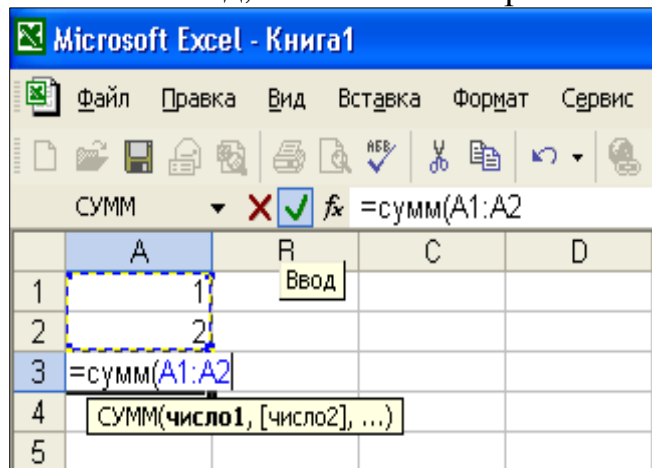 Microsoft Excel - Книга1
Файл Правка Вид Вставка Формат Сервис
СУММ fx =сумм(A1:A2
A B C D
Ввод
1 1
2 2
3 =сумм(A1:A2
4 СУММ(число1, [число2], ...)
5